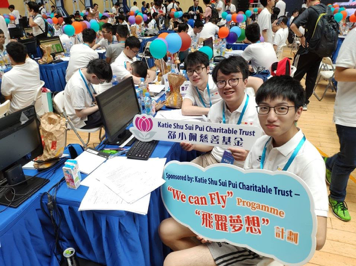 Katie Shu Sui Pui Charitable Trust
舒小佩慈善基金
Sponsored by: Katie Shu Sui Pui Charitable Trust
"We can Fly" Progamme
"飛躍夢想" 計劃